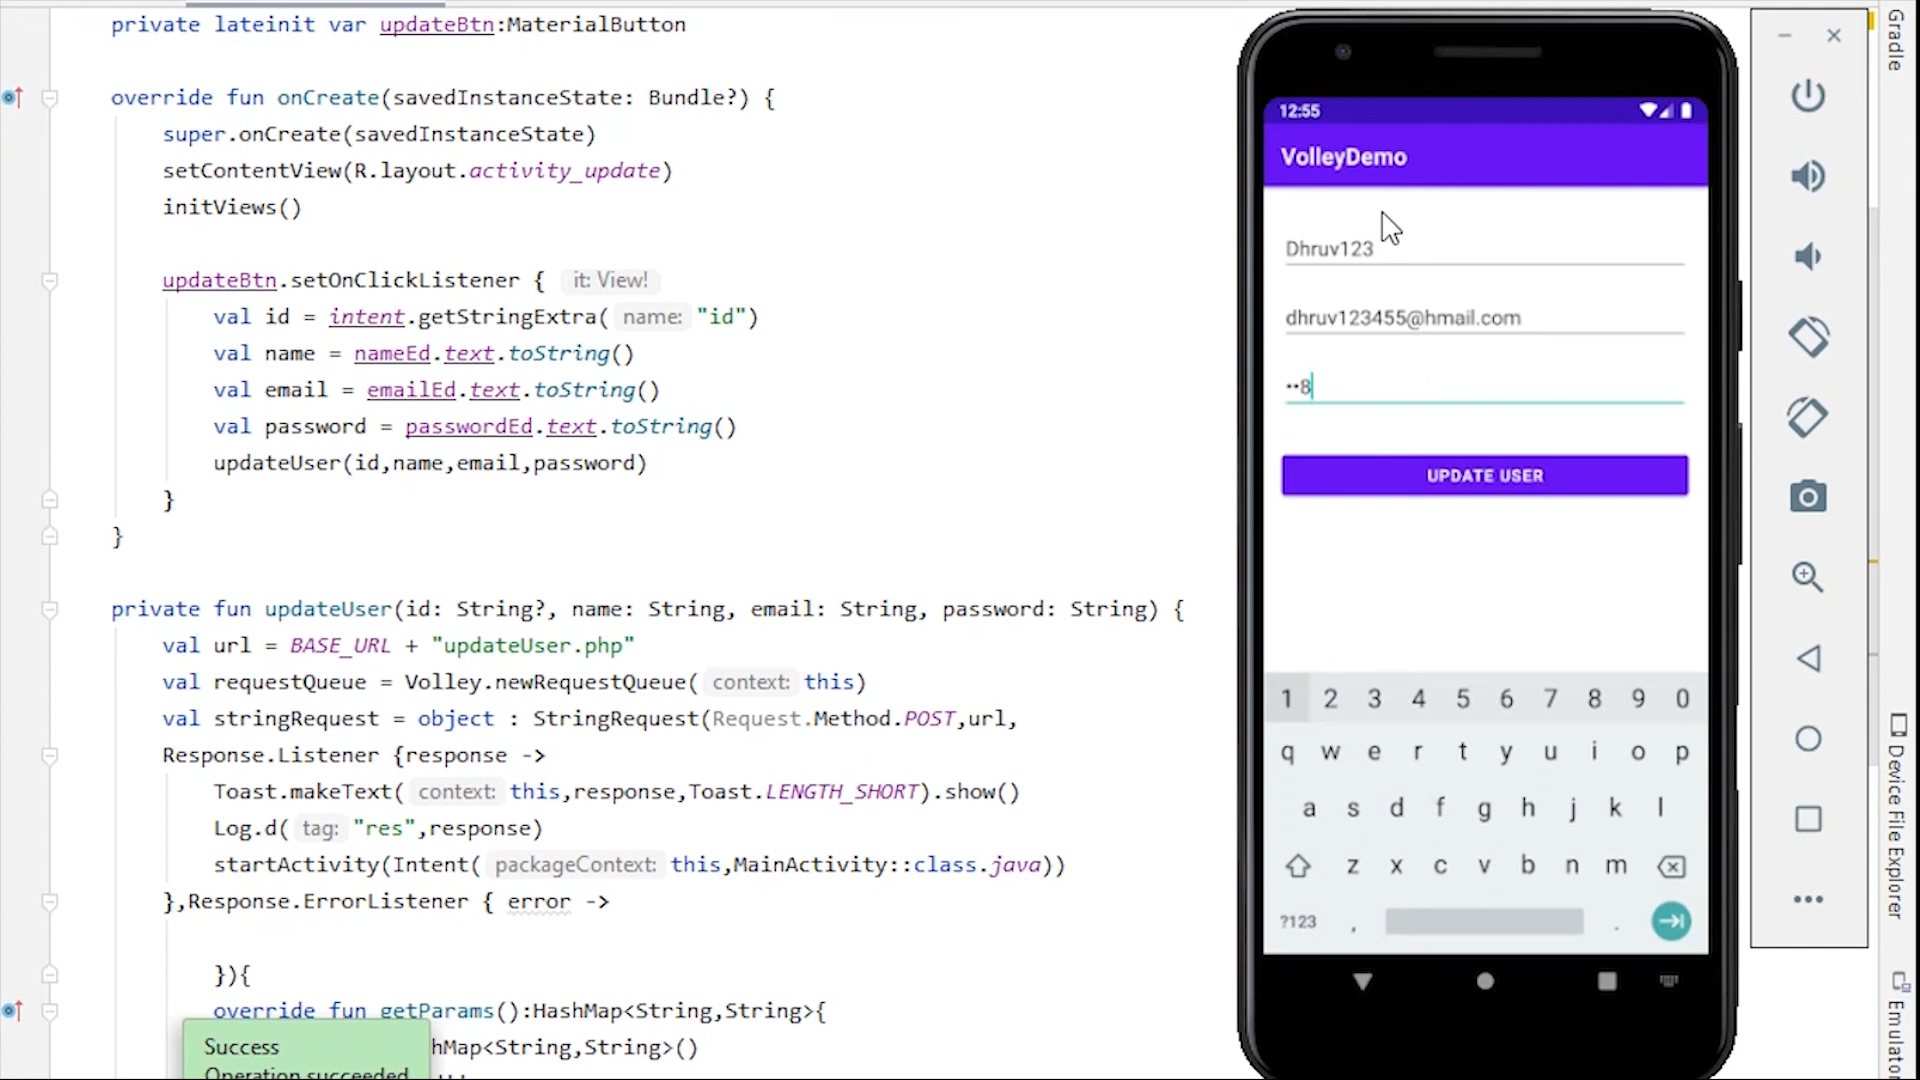 private lateinit var updateBtn:MaterialButton
override fun onCreate(savedInstanceState: Bundle?) {
super.onCreate(savedInstanceState)
setContentView(R.layout.activity_update)
initViews()
updateBtn.setOnClickListener { it: View!
val id = intent.getStringExtra( name: "id")
val name = nameEd.text.toString()
val email = emailEd.text.toString()
val password = passwordEd.text.toString()
updateUser(id,name,email,password)
}
}
private fun updateUser(id: String?, name: String, email: String, password: String) {
val url = BASE_URL + "updateUser.php"
val requestQueue = Volley.newRequestQueue( context: this)
val stringRequest = object : StringRequest(Request.Method.POST,url,
Response.Listener {response ->
Toast.makeText( context: this,response,Toast.LENGTH_SHORT).show()
Log.d( tag: "res",response)
startActivity(Intent( packageContext: this,MainActivity::class.java))
},Response.ErrorListener { error ->
}){
override fun getParams():HashMap<String,String>{
hMap<String,String>()
Success
Operation succeeded
12:55
VolleyDemo
Dhruv123
dhruv123455@hmail.com
••8
UPDATE USER
1 2 3 4 5 6 7 8 9 0
q w e r t y u i o p
a s d f g h j k l
z x c v b n m
?123 , .
Gradle
Device File Explorer
Emulator